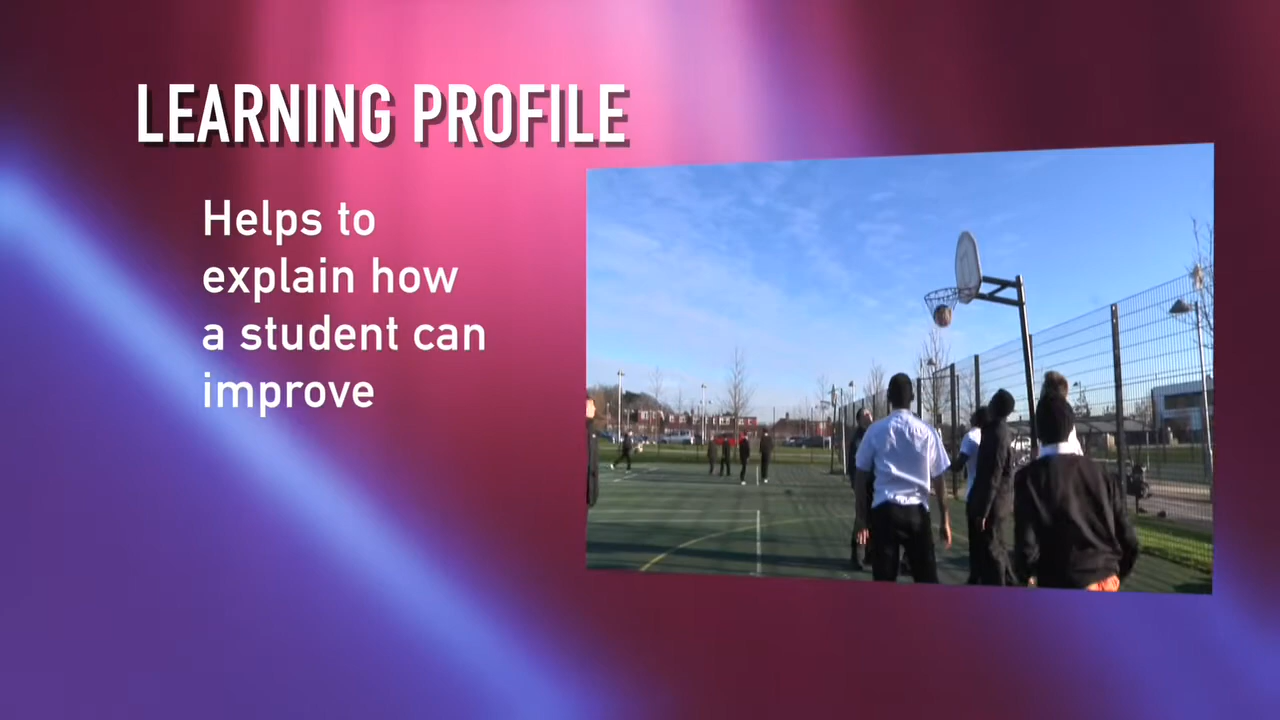 LEARNING PROFILE
Helps to
explain how
a student can
improve